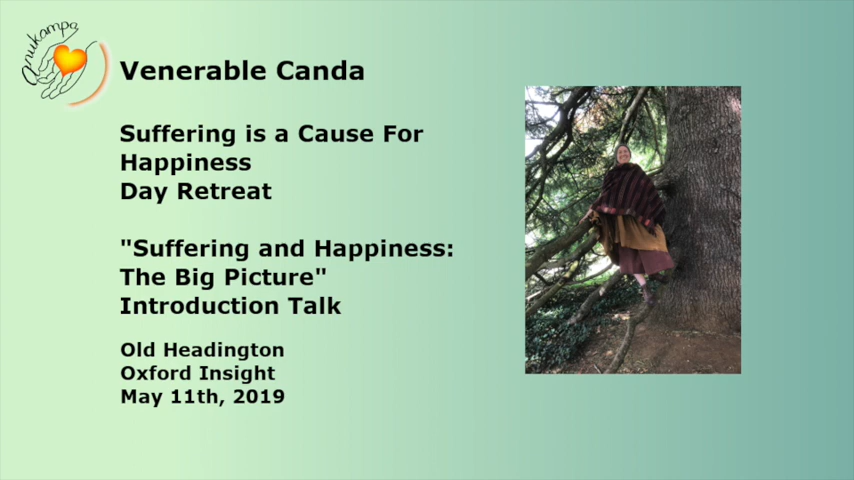 Anukampa
Venerable Canda
Suffering is a Cause For
Happiness
Day Retreat
"Suffering and Happiness:
The Big Picture"
Introduction Talk
Old Headington
Oxford Insight
May 11th, 2019